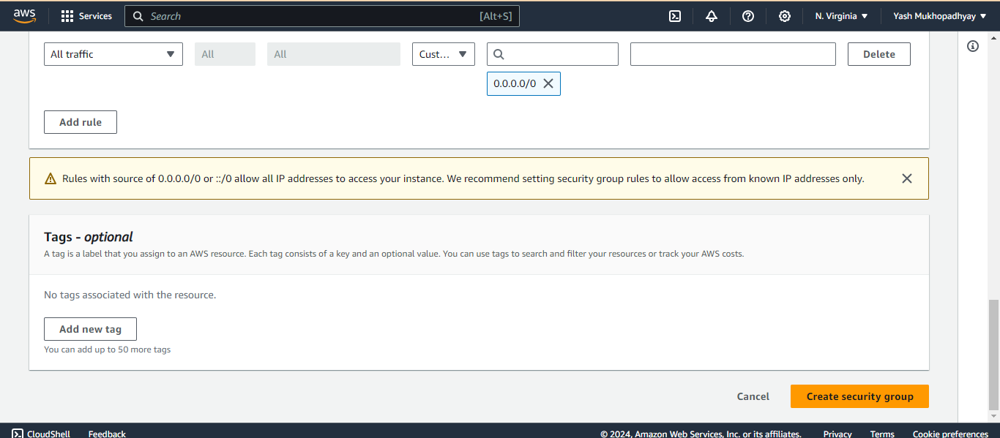 aws Services Search [Alt+S] N. Virginia Yash Mukhopadhyay
All traffic All All Cust... Delete
0.0.0.0/0
Add rule
Rules with source of 0.0.0.0/0 or ::/0 allow all IP addresses to access your instance. We recommend setting security group rules to allow access from known IP addresses only.
Tags - optional
A tag is a label that you assign to an AWS resource. Each tag consists of a key and an optional value. You can use tags to search and filter your resources or track your AWS costs.
No tags associated with the resource.
Add new tag
You can add up to 50 more tags
Cancel Create security group
CloudShell Feedback © 2024, Amazon Web Services, Inc. or its affiliates. Privacy Terms Cookie preferences